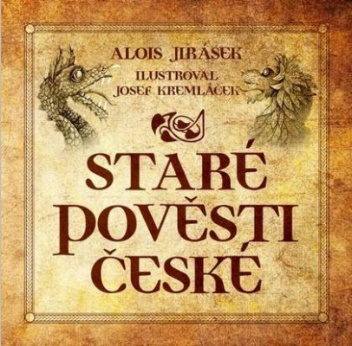 ALOIS JIRÁSEK
ILUSTROVAL
JOSEF KREMLÁČEK
STARÉ
POVĚSTI
ČESKÉ